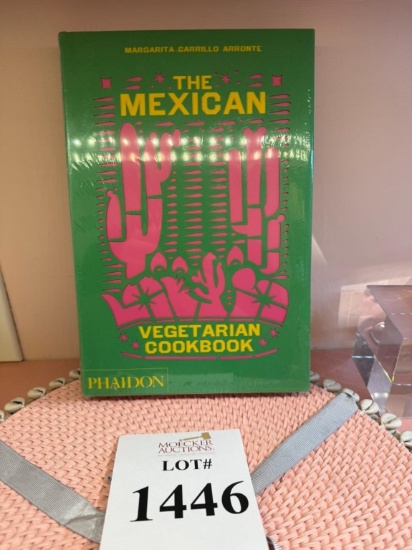 MARGARITA CARRILLO ARRONTE
THE
MEXICAN
VEGETARIAN
COOKBOOK
PHAIDON
MOECKER
AUCTIONS
LOT#
1446